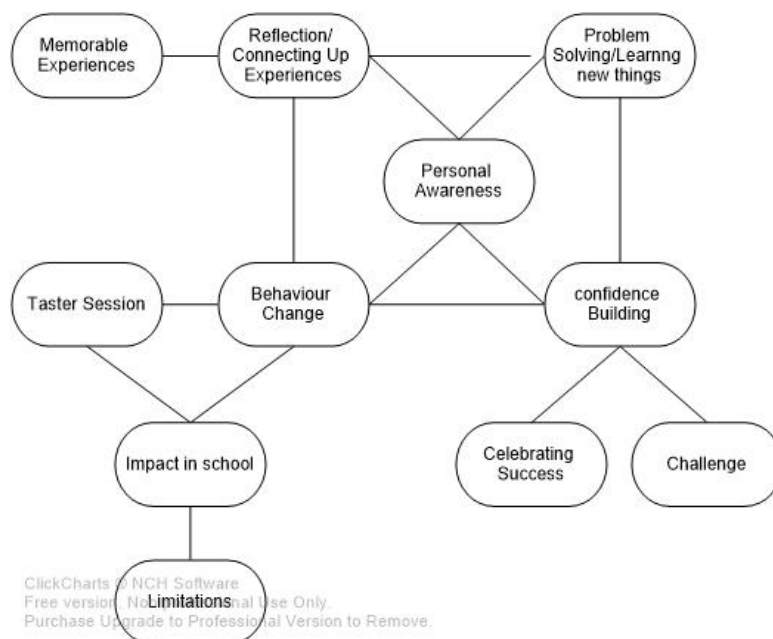 Memorable
Experiences
Reflection/
Connecting Up
Experiences
Problem
Solving/Learnng
new things
Personal
Awareness
Taster Session
Behaviour
Change
confidence
Building
Impact in school
Celebrating
Success
Challenge
Limitations
ClickCharts © NCH Software
Free version. Use Only.
Purchase Upgrade to Professional Version to Remove.